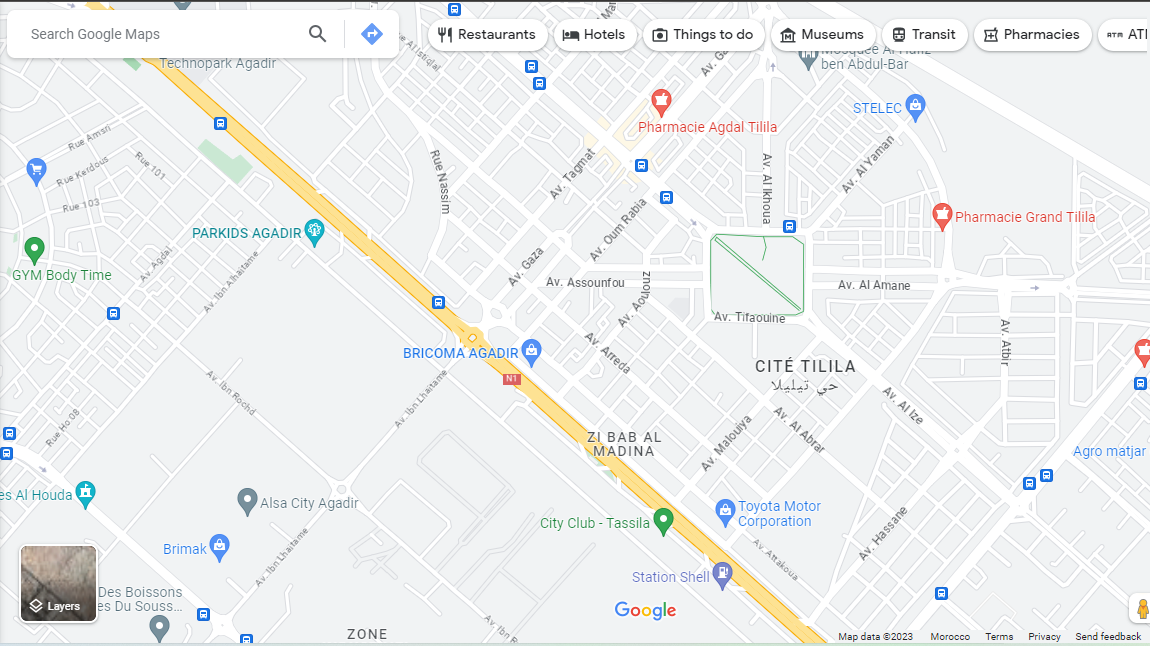 Search Google Maps
Restaurants
Hotels
Things to do
Museums
Transit
Pharmacies
Technopark Agadir
ben Abdul-Bar
STELEC
Pharmacie Agdal Tilila
Rue Amsri
Rue Kerdous
Rue 101
Rue 103
Rue Nassim
Av. Tagmat
Av. Al Ikhoua
Av. Al Yaman
Av. Oum Rabia
PARKIDS AGADIR
Pharmacie Grand Tilila
GYM Body Time
Av. Agdal
Av. Ibn Alhaitame
Av. Gaza
Av. Assounfou
Av. Aoulouz
Av. Al Amane
Av. Tifaouine
Av. Atbir
BRICOMA AGADIR
N1
Av. Arreda
CITÉ TILILA
حي تيليلا
Av. Ibn Rochd
Av. Ibn Lhaitame
Av. Al Ize
Av. Al Abrar
Rue Ho 08
ZI BAB AL
MADINA
Av. Malouiya
Agro matjar
es Al Houda
Alsa City Agadir
City Club - Tassila
Toyota Motor
Corporation
Av. Hassane
Brimak
Av. Ibn Lhaitame
Av. Attakoua
Station Shell
Des Boissons
es Du Souss...
Layers
Google
ZONE
Map data ©2023
Morocco
Terms
Privacy
Send feedback